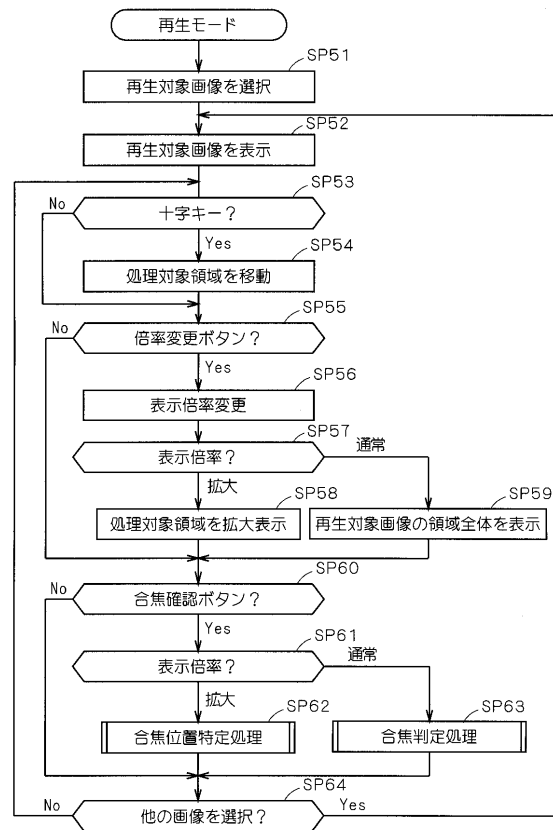 再生モード
SP51
再生対象画像を選択
SP52
再生対象画像を表示
SP53
No
十字キー?
Yes
SP54
処理対象領域を移動
SP55
No
倍率変更ボタン?
Yes
SP56
表示倍率変更
SP57
表示倍率?
通常
拡大
SP58
SP59
処理対象領域を拡大表示
再生対象画像の領域全体を表示
SP60
No
合焦確認ボタン?
Yes
SP61
表示倍率?
通常
拡大
SP62
SP63
合焦位置特定処理
合焦判定処理
SP64
No
他の画像を選択?
Yes